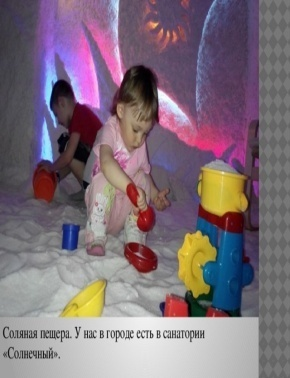 Соляная пещера. У нас в городе есть в санатории
«Солнечный».